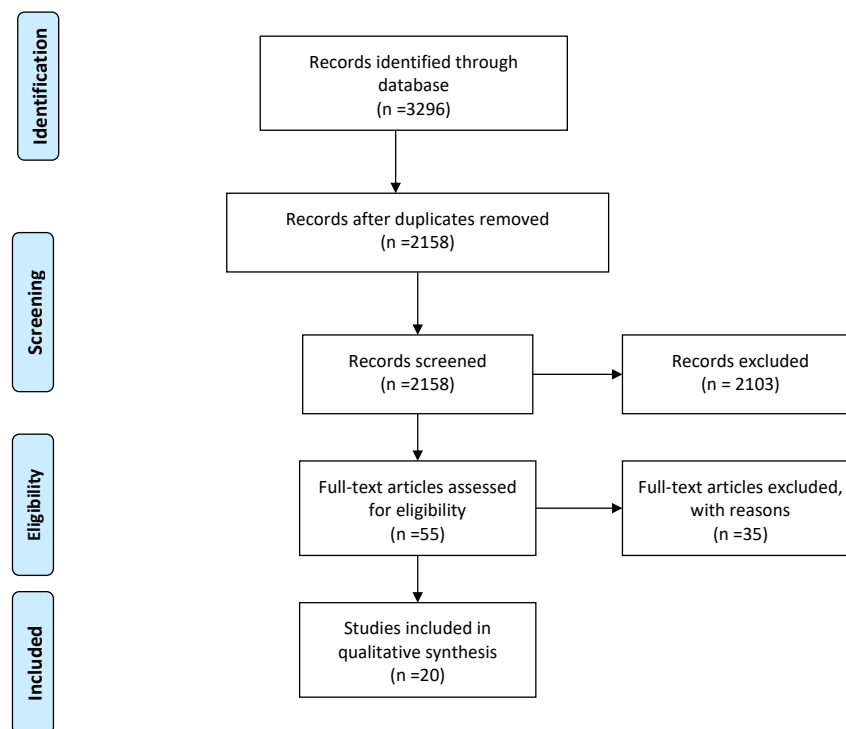 Identification
Records identified through
database
(n =3296)
Records after duplicates removed
(n =2158)
Screening
Records screened
(n =2158)
Records excluded
(n = 2103)
Eligibility
Full-text articles assessed
for eligibility
(n =55)
Full-text articles excluded,
with reasons
(n =35)
Included
Studies included in
qualitative synthesis
(n =20)